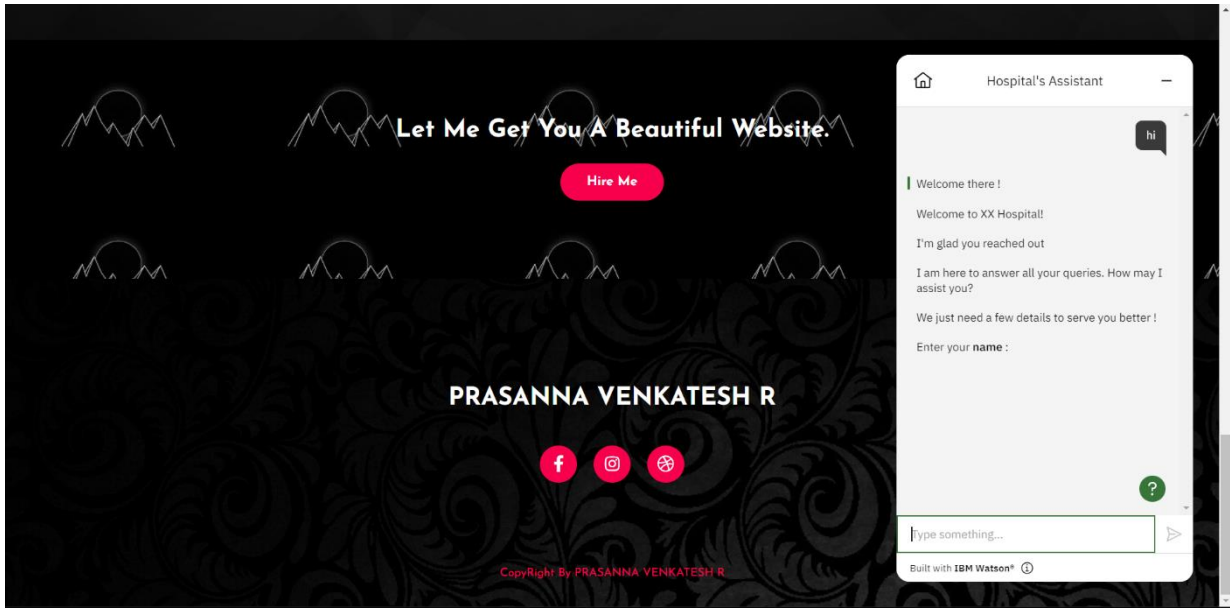 Let Me Get You A Beautiful Website.
Hire Me
PRASANNA VENKATESH R
CopyRight By PRASANNA VENKATESH R
Hospital's Assistant
hi
Welcome there !
Welcome to XX Hospital!
I'm glad you reached out
I am here to answer all your queries. How may I
assist you?
We just need a few details to serve you better !
Enter your name :
?
Type something...
Built with IBM Watson®